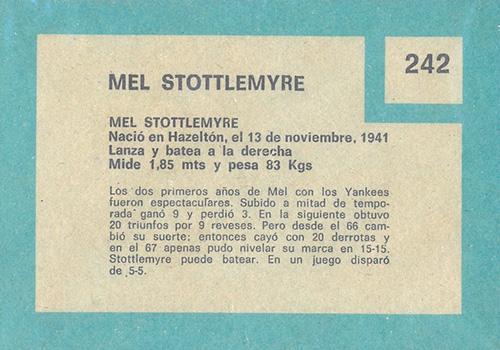 242
MEL STOTTLEMYRE
MEL STOTTLEMYRE
Nació en Hazeltón, el 13 de noviembre, 1941
Lanza y batea a la derecha
Mide 1,85 mts y pesa 83 Kgs
Los dos primeros años de Mel con los Yankees
fueron espectaculares. Subido a mitad de tempo-
rada ganó 9 y perdió 3. En la siguiente obtuvo
20 triunfos por 9 reveses. Pero desde el 66 cam-
bió su suerte; entonces cayó con 20 derrotas y
en el 67 apenas pudo nivelar su marca en 15-15.
Stottlemyre puede batear. En un juego disparó
de 5-5.